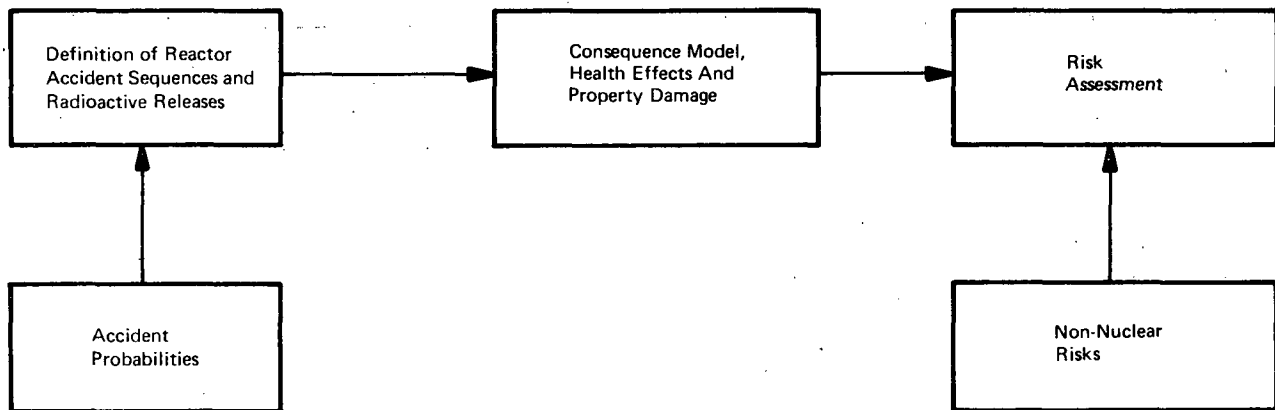 Definition of Reactor
Accident Sequences and
Radioactive Releases
Consequence Model,
Health Effects And
Property Damage
Risk
Assessment
Accident
Probabilities
Non-Nuclear
Risks